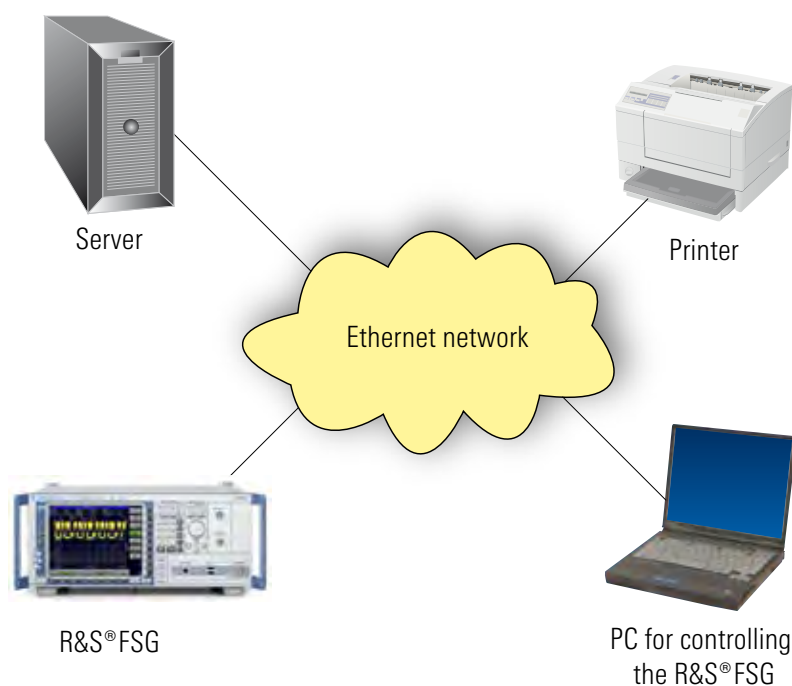 Server
Printer
Ethernet network
R&S®FSG
PC for controlling
the R&S®FSG